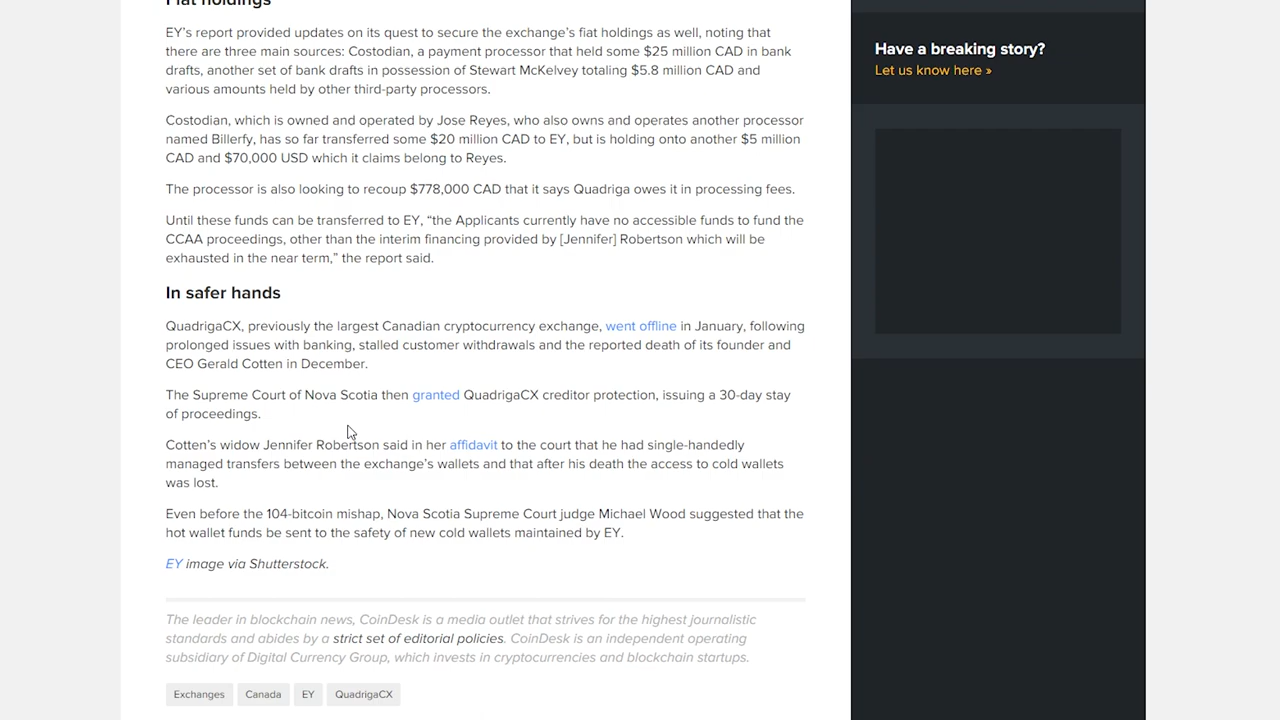 Fiat holdings
EY's report provided updates on its quest to secure the exchange's fiat holdings as well, noting that
there are three main sources: Costodian, a payment processor that held some $25 million CAD in bank
drafts, another set of bank drafts in possession of Stewart McKelvey totaling $5.8 million CAD and
various amounts held by other third-party processors.
Costodian, which is owned and operated by Jose Reyes, who also owns and operates another processor
named Billerfy, has so far transferred some $20 million CAD to EY, but is holding onto another $5 million
CAD and $70,000 USD which it claims belong to Reyes.
The processor is also looking to recoup $778,000 CAD that it says Quadriga owes it in processing fees.
Until these funds can be transferred to EY, “the Applicants currently have no accessible funds to fund the
CCAA proceedings, other than the interim financing provided by [Jennifer] Robertson which will be
exhausted in the near term,” the report said.
In safer hands
QuadrigaCX, previously the largest Canadian cryptocurrency exchange, went offline in January, following
prolonged issues with banking, stalled customer withdrawals and the reported death of its founder and
CEO Gerald Cotten in December.
The Supreme Court of Nova Scotia then granted QuadrigaCX creditor protection, issuing a 30-day stay
of proceedings.
Cotten's widow Jennifer Robertson said in her affidavit to the court that he had single-handedly
managed transfers between the exchange's wallets and that after his death the access to cold wallets
was lost.
Even before the 104-bitcoin mishap, Nova Scotia Supreme Court judge Michael Wood suggested that the
hot wallet funds be sent to the safety of new cold wallets maintained by EY.
EY image via Shutterstock.
The leader in blockchain news, CoinDesk is a media outlet that strives for the highest journalistic
standards and abides by a strict set of editorial policies. CoinDesk is an independent operating
subsidiary of Digital Currency Group, which invests in cryptocurrencies and blockchain startups.
Exchanges Canada EY QuadrigaCX
Have a breaking story?
Let us know here »